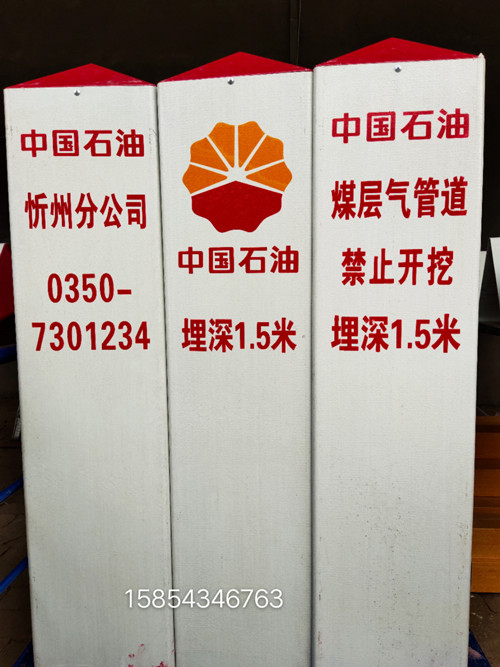 中国石油
忻州分公司
0350-
7301234
中国石油
埋深1.5米
中国石油
煤层气管道
禁止开挖
埋深1.5米
15854346763